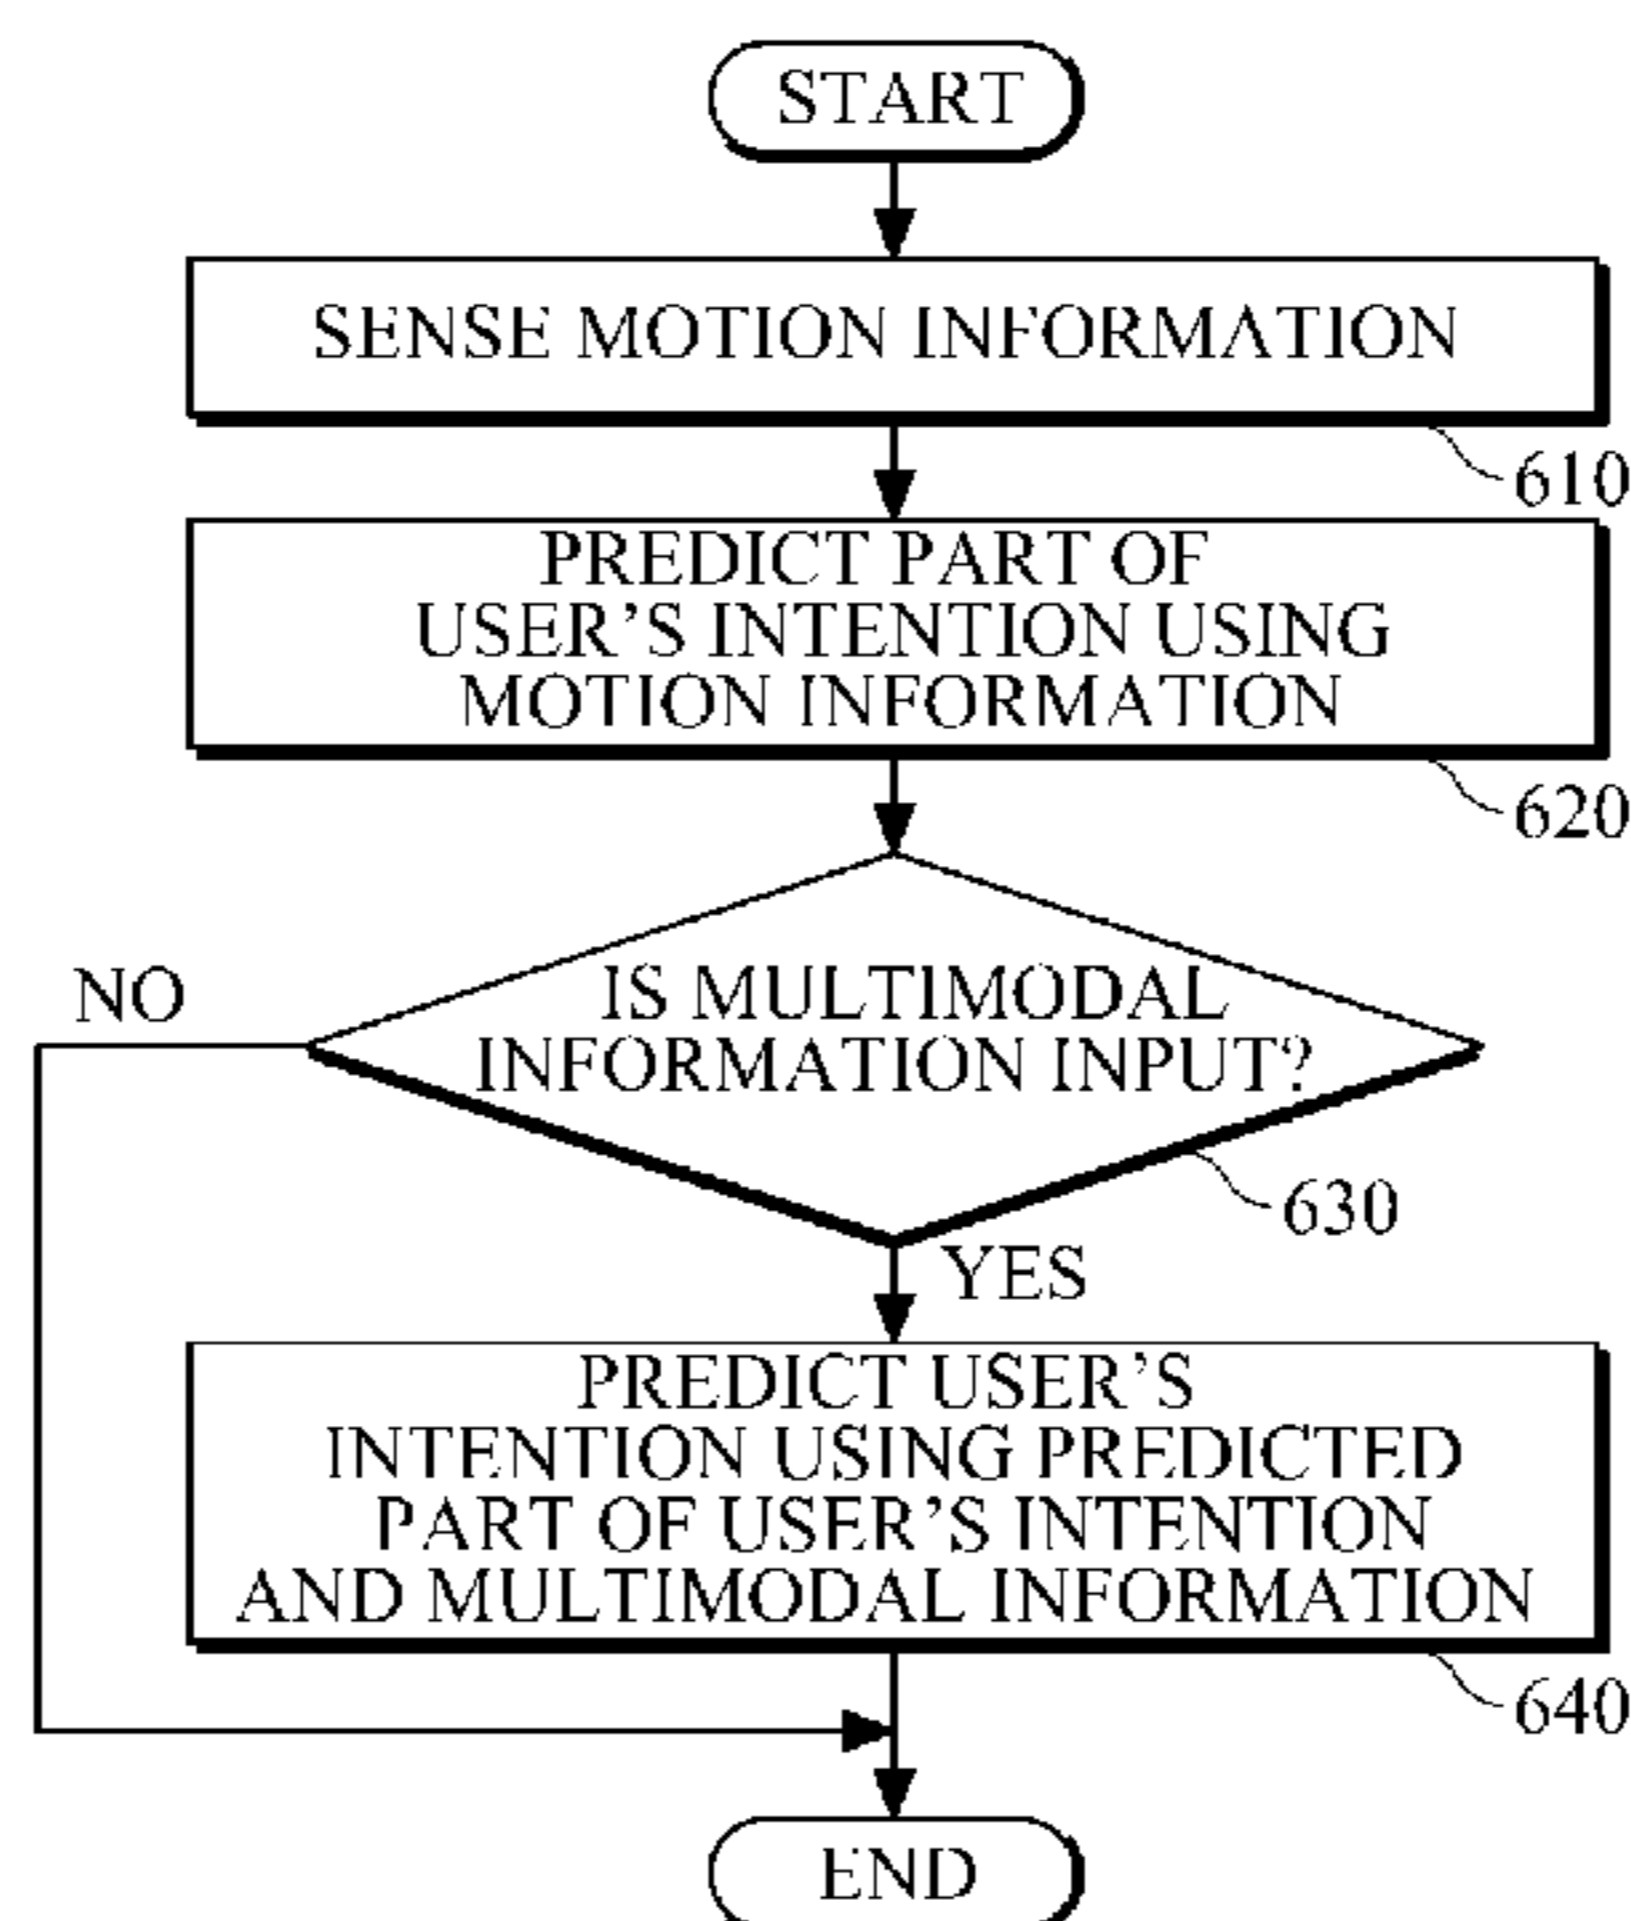 START
SENSE MOTION INFORMATION
610
PREDICT PART OF
USER'S INTENTION USING
MOTION INFORMATION
620
NO
IS MULTIMODAL
INFORMATION INPUT?
630
YES
PREDICT USER'S
INTENTION USING PREDICTED
PART OF USER'S INTENTION
AND MULTIMODAL INFORMATION
640
END